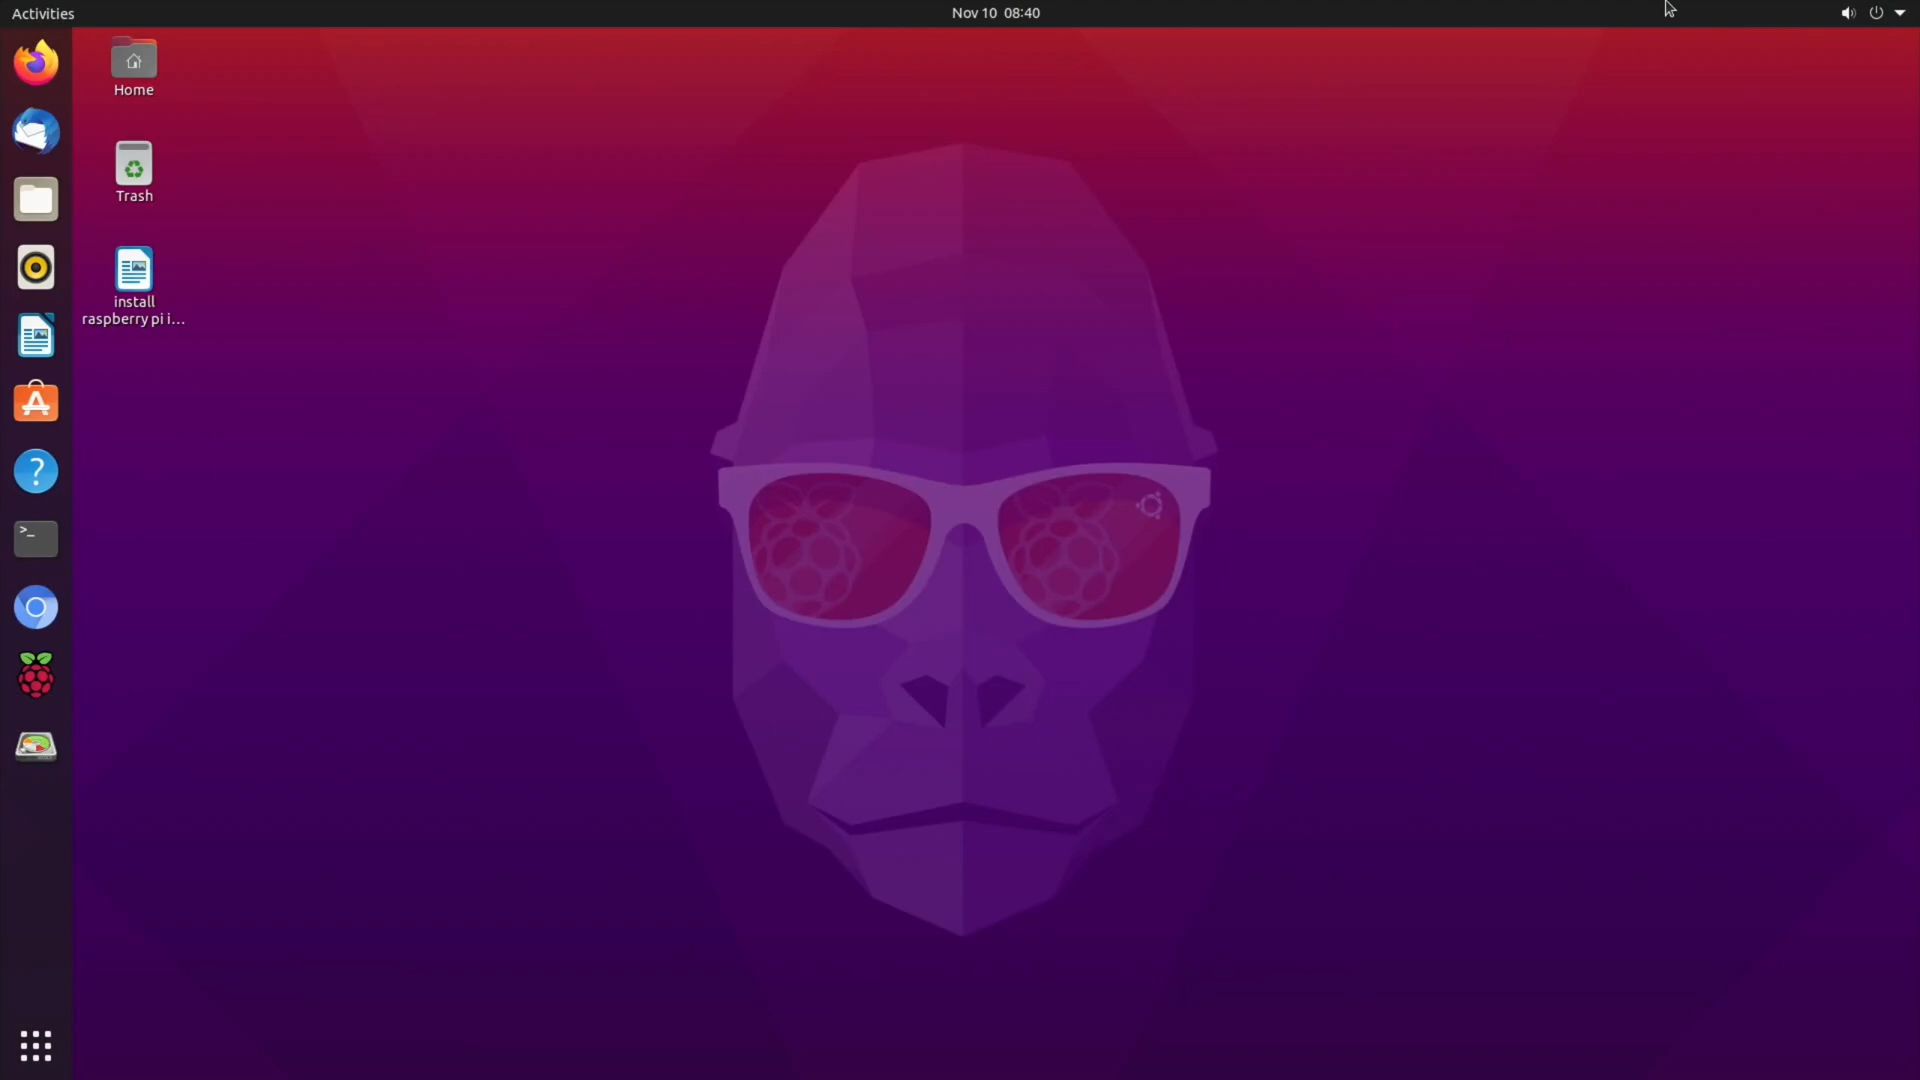 Activities
Nov 10 08:40
Home
Trash
install
raspberry pi i...
>_
?